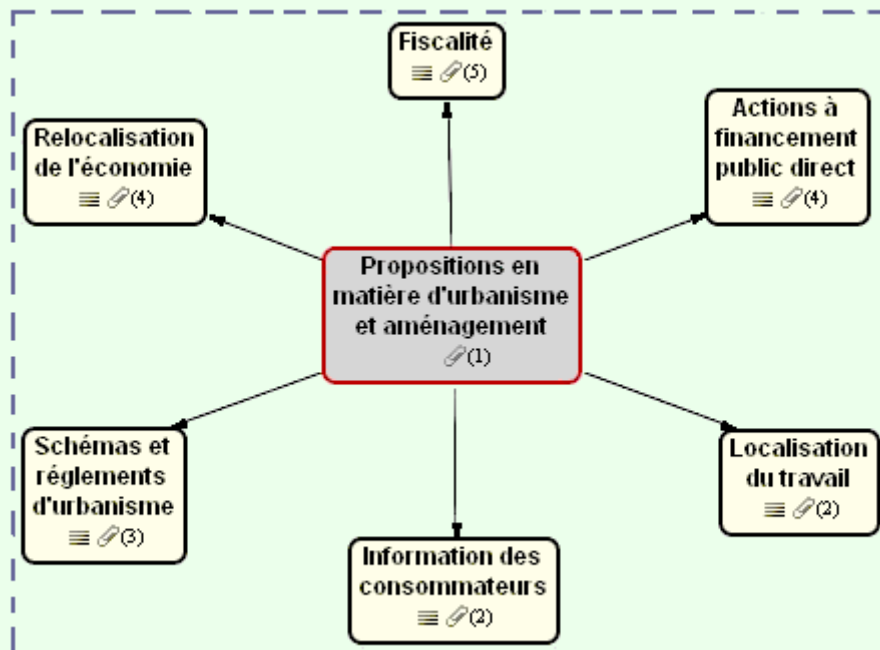 Fiscalité
(5)
Actions à
financement
public direct
(4)
Relocalisation
de l'économie
(4)
Propositions en
matière d'urbanisme
et aménagement
(1)
Schémas et
réglements
d'urbanisme
(3)
Localisation
du travail
(2)
Information des
consommateurs
(2)